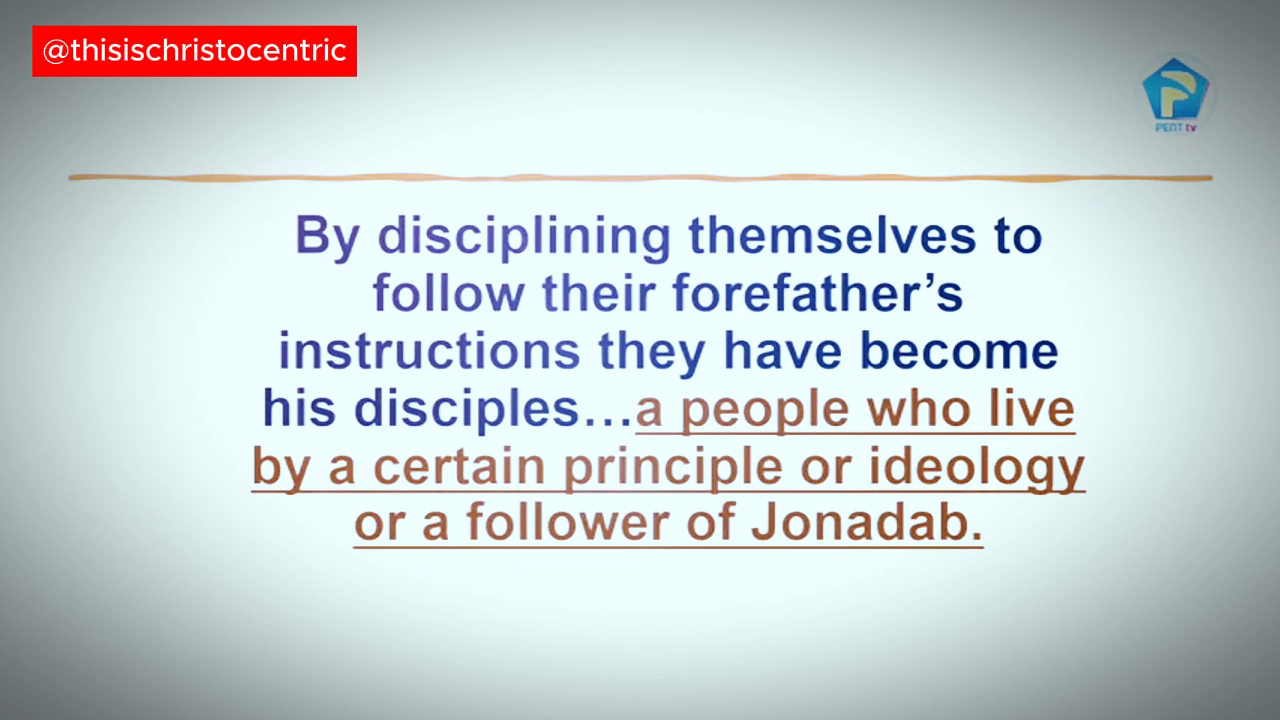 @thisischristocentric
PENT tv
By disciplining themselves to
follow their forefather’s
instructions they have become
his disciples…a people who live
by a certain principle or ideology
or a follower of Jonadab.